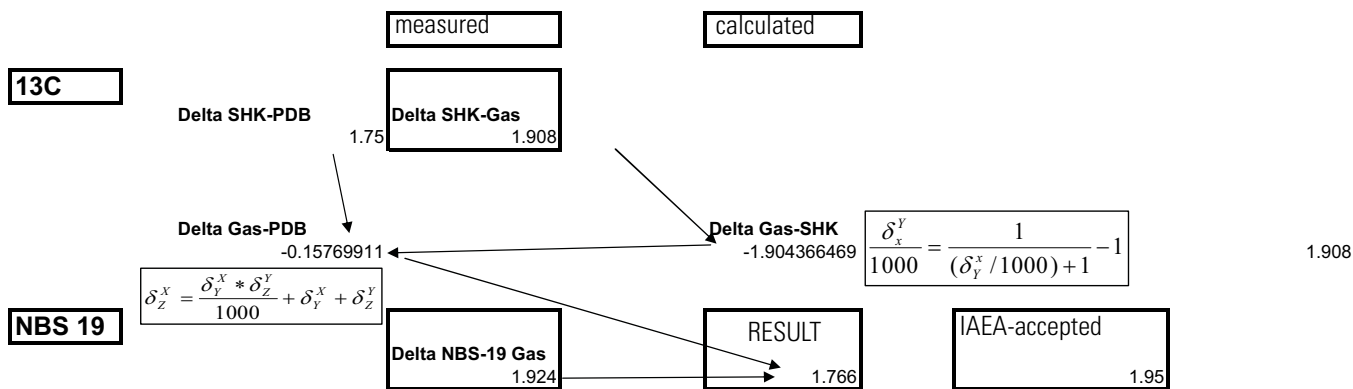 measured calculated
13C
Delta SHK-PDB Delta SHK-Gas
1.75 1.908
Delta Gas-PDB Delta Gas-SHK
-0.15769911 -1.904366469 1.908
δ_x^Y / 1000 = 1 / ((δ_Y^x / 1000) + 1) − 1
δ_Z^X = (δ_Y^X * δ_Z^Y) / 1000 + δ_Y^X + δ_Z^Y
NBS 19
RESULT IAEA-accepted
Delta NBS-19 Gas
1.924 1.766 1.95